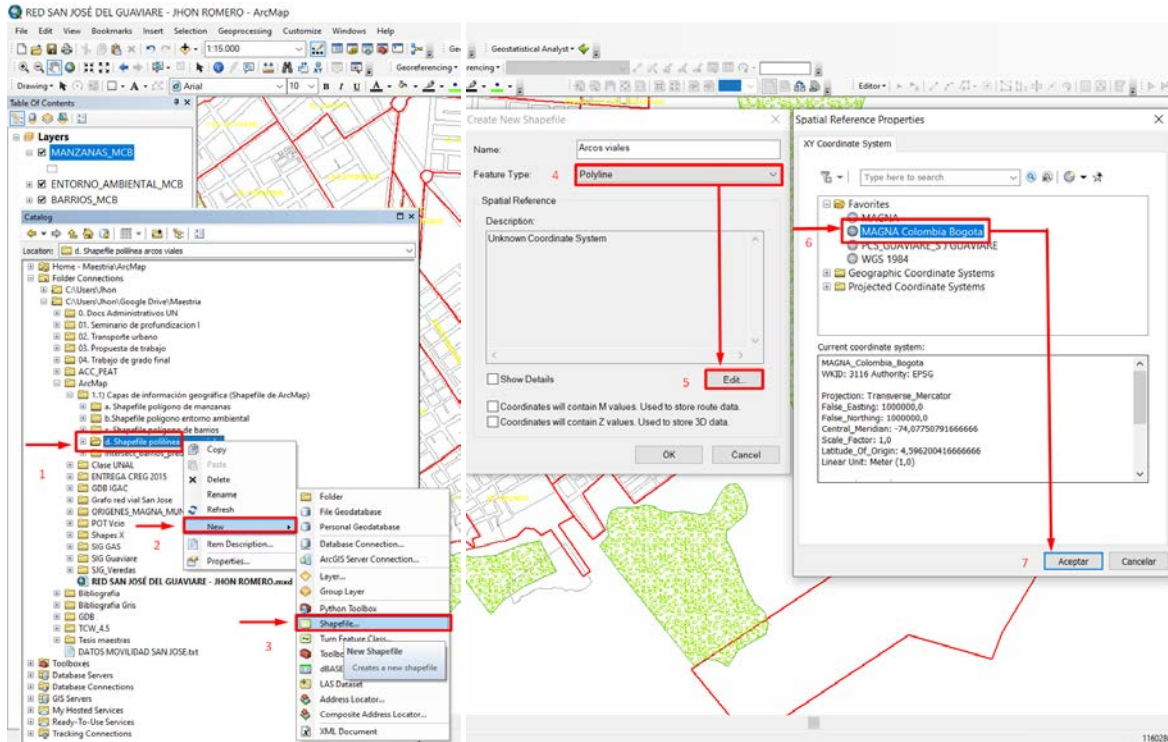 RED SAN JOSÉ DEL GUAVIARE - JHON ROMERO - ArcMap
File Edit View Bookmarks Insert Selection Geoprocessing Customize Windows Help
1:15.000
Geostatistical Analyst
Georeferencing
rencing
Drawing
Arial
10
B I U
Editor
Table Of Contents
Layers
MANZANAS_MCB
ENTORNO_AMBIENTAL_MCB
BARRIOS_MCB
Catalog
Location: d. Shapefile polilínea arcos viales
Home - Maestria\ArcMap
Folder Connections
C:\Users\Jhon
C:\Users\Jhon\Google Drive\Maestria
0. Docs Administrativos UN
01. Seminario de profundizacion I
02. Transporte urbano
03. Propuesta de trabajo
04. Trabajo de grado final
ACC_PEAT
ArcMap
1.1) Capas de información geográfica (Shapefile de ArcMap)
a. Shapefile polígono de manzanas
b.Shapefile polígono entorno ambiental
c. Shapefile polígono de barrios
d. Shapefile polilínea
Clase UNAL
ENTREGA CREG 2015
GDB IGAC
Grafo red vial San Jose
ORIGENES_MAGNA_MUN
POT Vcio
Shapes X
SIG GAS
SIG Guaviare
SIG_Veredas
RED SAN JOSÉ DEL GUAVIARE - JHON ROMERO.mxd
Bibliografia
Bibliografia Gris
GDB
TCW_4.5
Tesis maestras
DATOS MOVILIDAD SAN JOSE.txt
Toolboxes
Database Servers
Database Connections
GIS Servers
My Hosted Services
Ready-To-Use Services
Tracking Connections
1
Copy
Paste
Delete
Rename
Refresh
New
Item Description...
Properties...
2
Folder
File Geodatabase
Personal Geodatabase
Database Connection...
ArcGIS Server Connection...
Layer...
Group Layer
Python Toolbox
Shapefile...
Turn Feature Class...
Toolbo
dBASE
LAS Dataset
Address Locator...
Composite Address Locator...
XML Document
3
New Shapefile
Creates a new shapefile
Create New Shapefile
Name: Arcos viales
Feature Type: 4 Polyline
Spatial Reference
Description:
Unknown Coordinate System
Show Details
5 Edit...
Coordinates will contain M values. Used to store route data.
Coordinates will contain Z values. Used to store 3D data.
OK Cancel
Spatial Reference Properties
XY Coordinate System
Type here to search
Favorites
MAGNA
MAGNA Colombia Bogota
6
PCS_GUAVIARE_S J GUAVIARE
WGS 1984
Geographic Coordinate Systems
Projected Coordinate Systems
Current coordinate system:
MAGNA_Colombia_Bogota
WKID: 3116 Authority: EPSG
Projection: Transverse_Mercator
False_Easting: 1000000,0
False_Northing: 1000000,0
Central_Meridian: -74,07750791666666
Scale_Factor: 1,0
Latitude_Of_Origin: 4,596200416666666
Linear Unit: Meter (1,0)
7 Aceptar Cancelar
116028